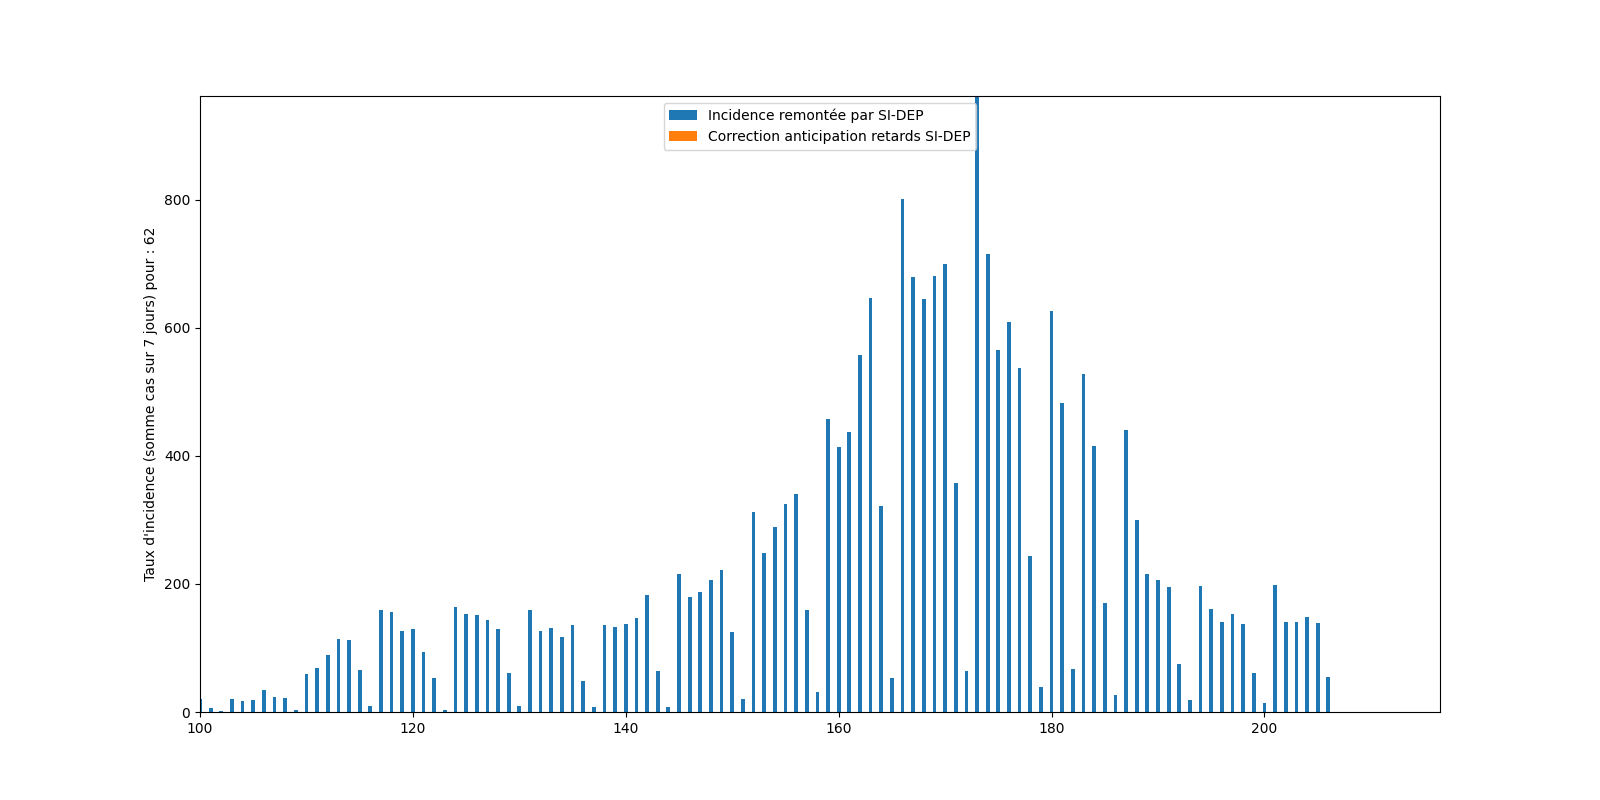 Incidence remontée par SI-DEP
Correction anticipation retards SI-DEP
Taux d'incidence (somme cas sur 7 jours) pour : 62
800
600
400
200
0
100 120 140 160 180 200